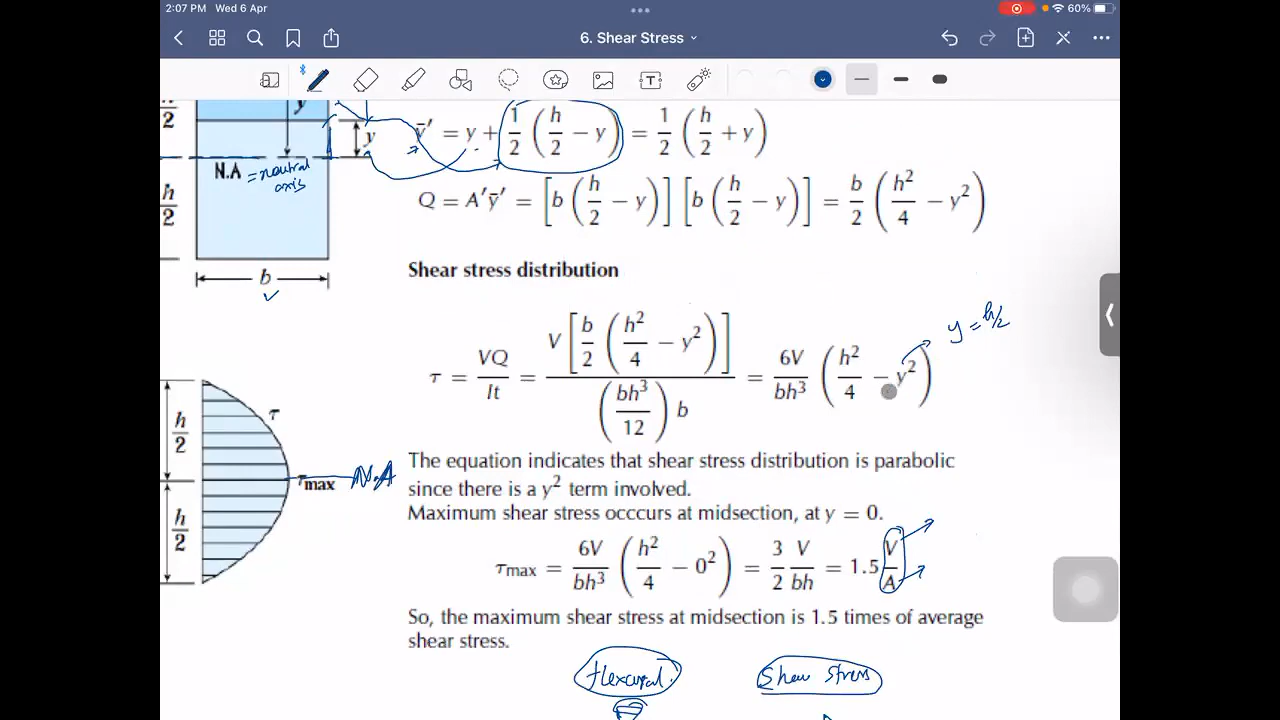 2:07 PM Wed 6 Apr
60%
6. Shear Stress
T
h/2
y
y
N.A = neutral axis
h/2
b
ȳ′ = y + 1/2 (h/2 − y) = 1/2 (h/2 + y)
Q = A′ȳ′ = [b (h/2 − y)] [b (h/2 − y)] = b/2 (h²/4 − y²)
Shear stress distribution
y = h/2
τ = VQ/It = V [b/2 (h²/4 − y²)] / (bh³/12) b = 6V/bh³ (h²/4 − y²)
h/2
τ
τmax N.A
h/2
The equation indicates that shear stress distribution is parabolic
since there is a y² term involved.
Maximum shear stress occcurs at midsection, at y = 0.
τmax = 6V/bh³ (h²/4 − 0²) = 3/2 V/bh = 1.5 V/A
So, the maximum shear stress at midsection is 1.5 times of average
shear stress.
flexural Shear stress